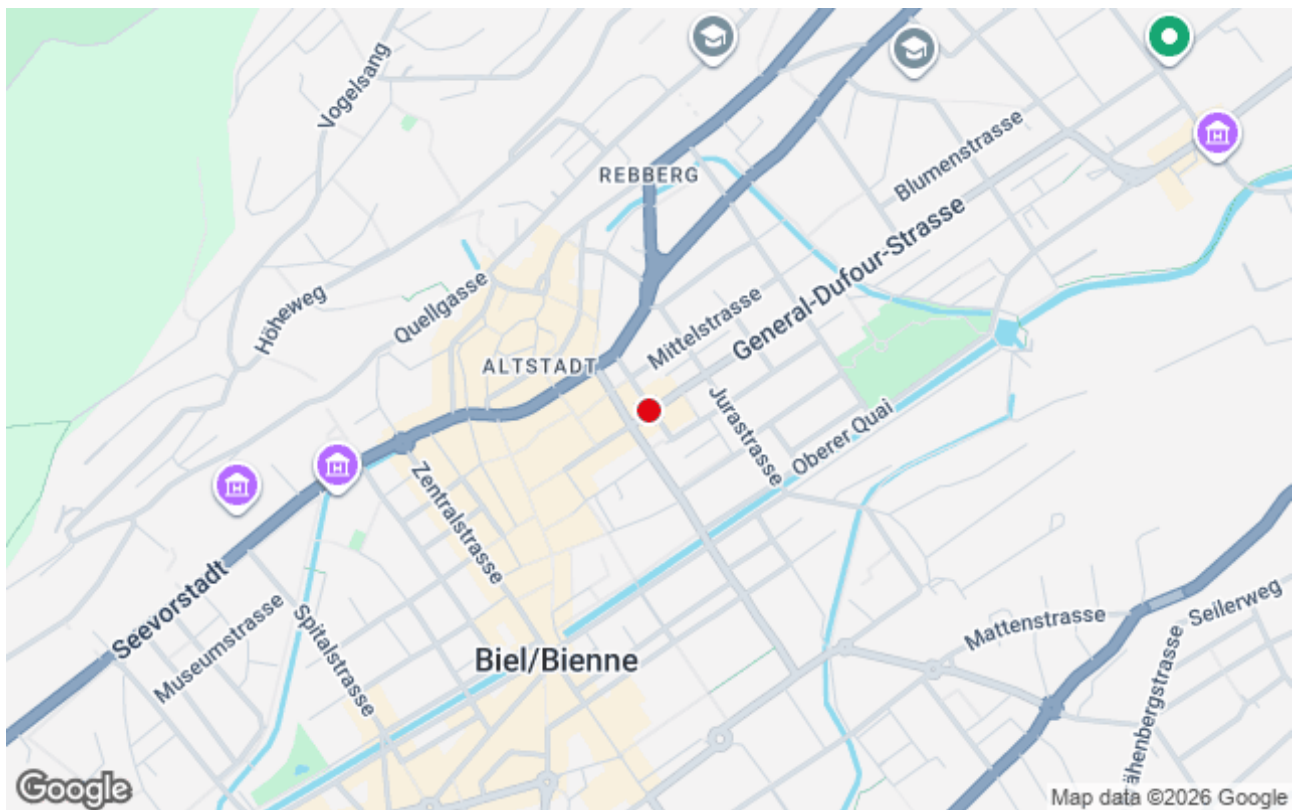 Vogelsang
REBBERG
Blumenstrasse
Höheweg
Quellgasse
Mittelstrasse
General-Dufour-Strasse
ALTSTADT
Jurastrasse
Oberer Quai
Zentralstrasse
Seevorstadt
Museumstrasse
Spitalstrasse
Biel/Bienne
Mattenstrasse
Seilerweg
ähenbergstrasse
Google
Map data ©2026 Google